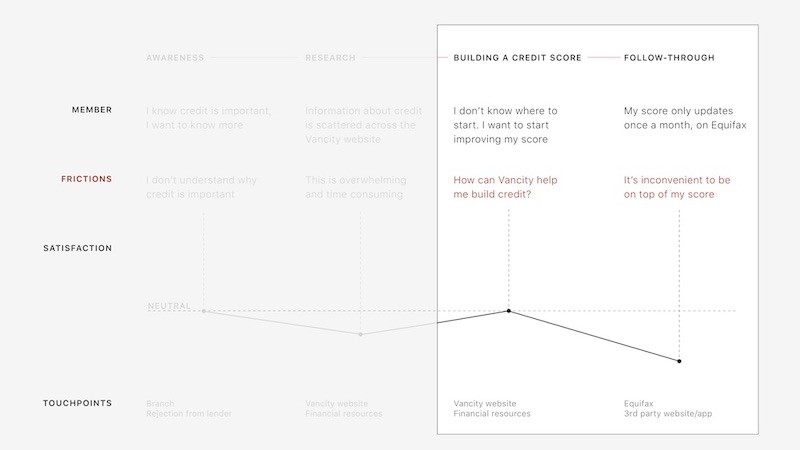 AWARENESS
RESEARCH
BUILDING A CREDIT SCORE
FOLLOW-THROUGH
MEMBER
I know credit is important,
I want to know more
Information about credit
is scattered across the
Vancity website
I don't know where to
start. I want to start
improving my score
My score only updates
once a month, on Equifax
FRICTIONS
I don't understand why
credit is important
This is overwhelming
and bme consuming
How can Vancity help
me build credit?
It's inconvenient to be
on top of my score
SATISFACTION
NEUTRAL
TOUCHPOINTS
Branch
Rejection from lender
Vancity website
Financial resources
Vancity website
Financial resources
Equifax
3rd party website/app